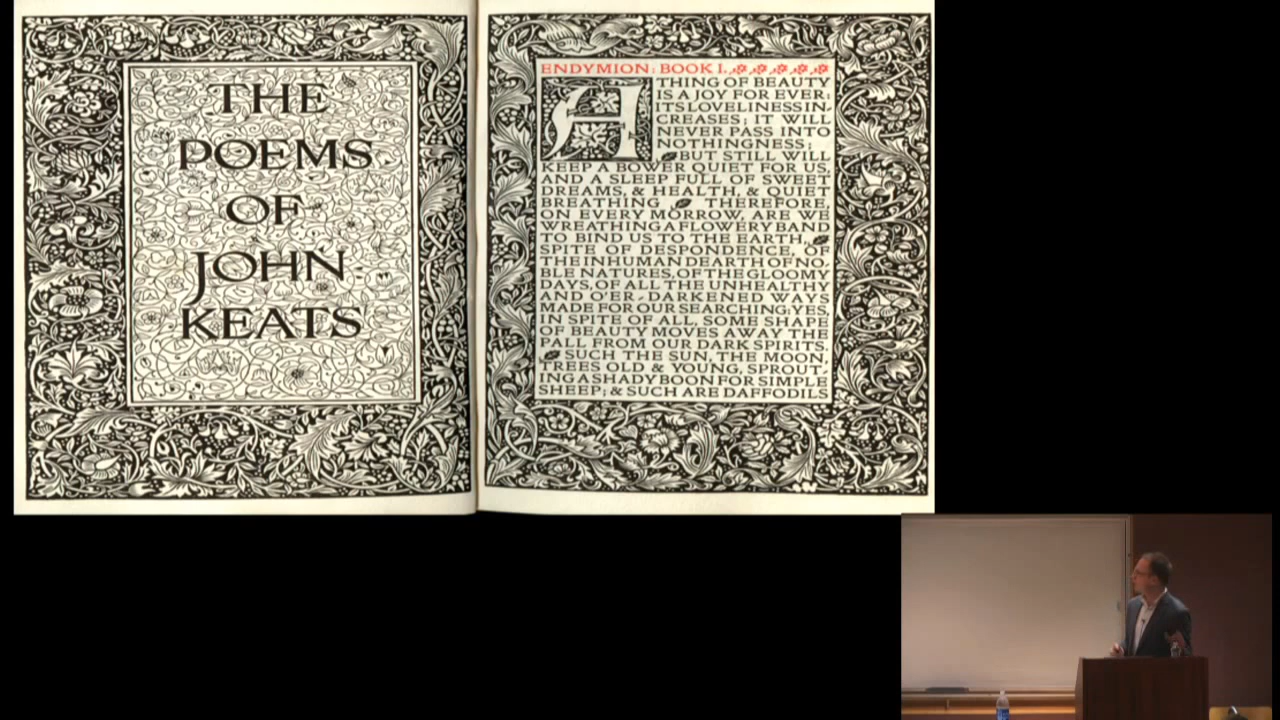 THE
POEMS
OF
JOHN
KEATS
ENDYMION: BOOK I.
A THING OF BEAUTY
IS A JOY FOR EVER:
ITS LOVELINESS IN-
CREASES; IT WILL
NEVER PASS INTO
NOTHINGNESS;
BUT STILL WILL
KEEP A BOWER QUIET FOR US,
AND A SLEEP FULL OF SWEET
DREAMS, & HEALTH, & QUIET
BREATHING THEREFORE,
ON EVERY MORROW, ARE WE
WREATHING A FLOWERY BAND
TO BIND US TO THE EARTH,
SPITE OF DESPONDENCE, OF
THE INHUMAN DEARTH OF NO-
BLE NATURES, OF THE GLOOMY
DAYS, OF ALL THE UNHEALTHY
AND O'ER-DARKENED WAYS
MADE FOR OUR SEARCHING: YES,
IN SPITE OF ALL, SOME SHAPE
OF BEAUTY MOVES AWAY THE
PALL FROM OUR DARK SPIRITS.
SUCH THE SUN, THE MOON,
TREES OLD & YOUNG, SPROUT-
ING A SHADY BOON FOR SIMPLE
SHEEP; & SUCH ARE DAFFODILS